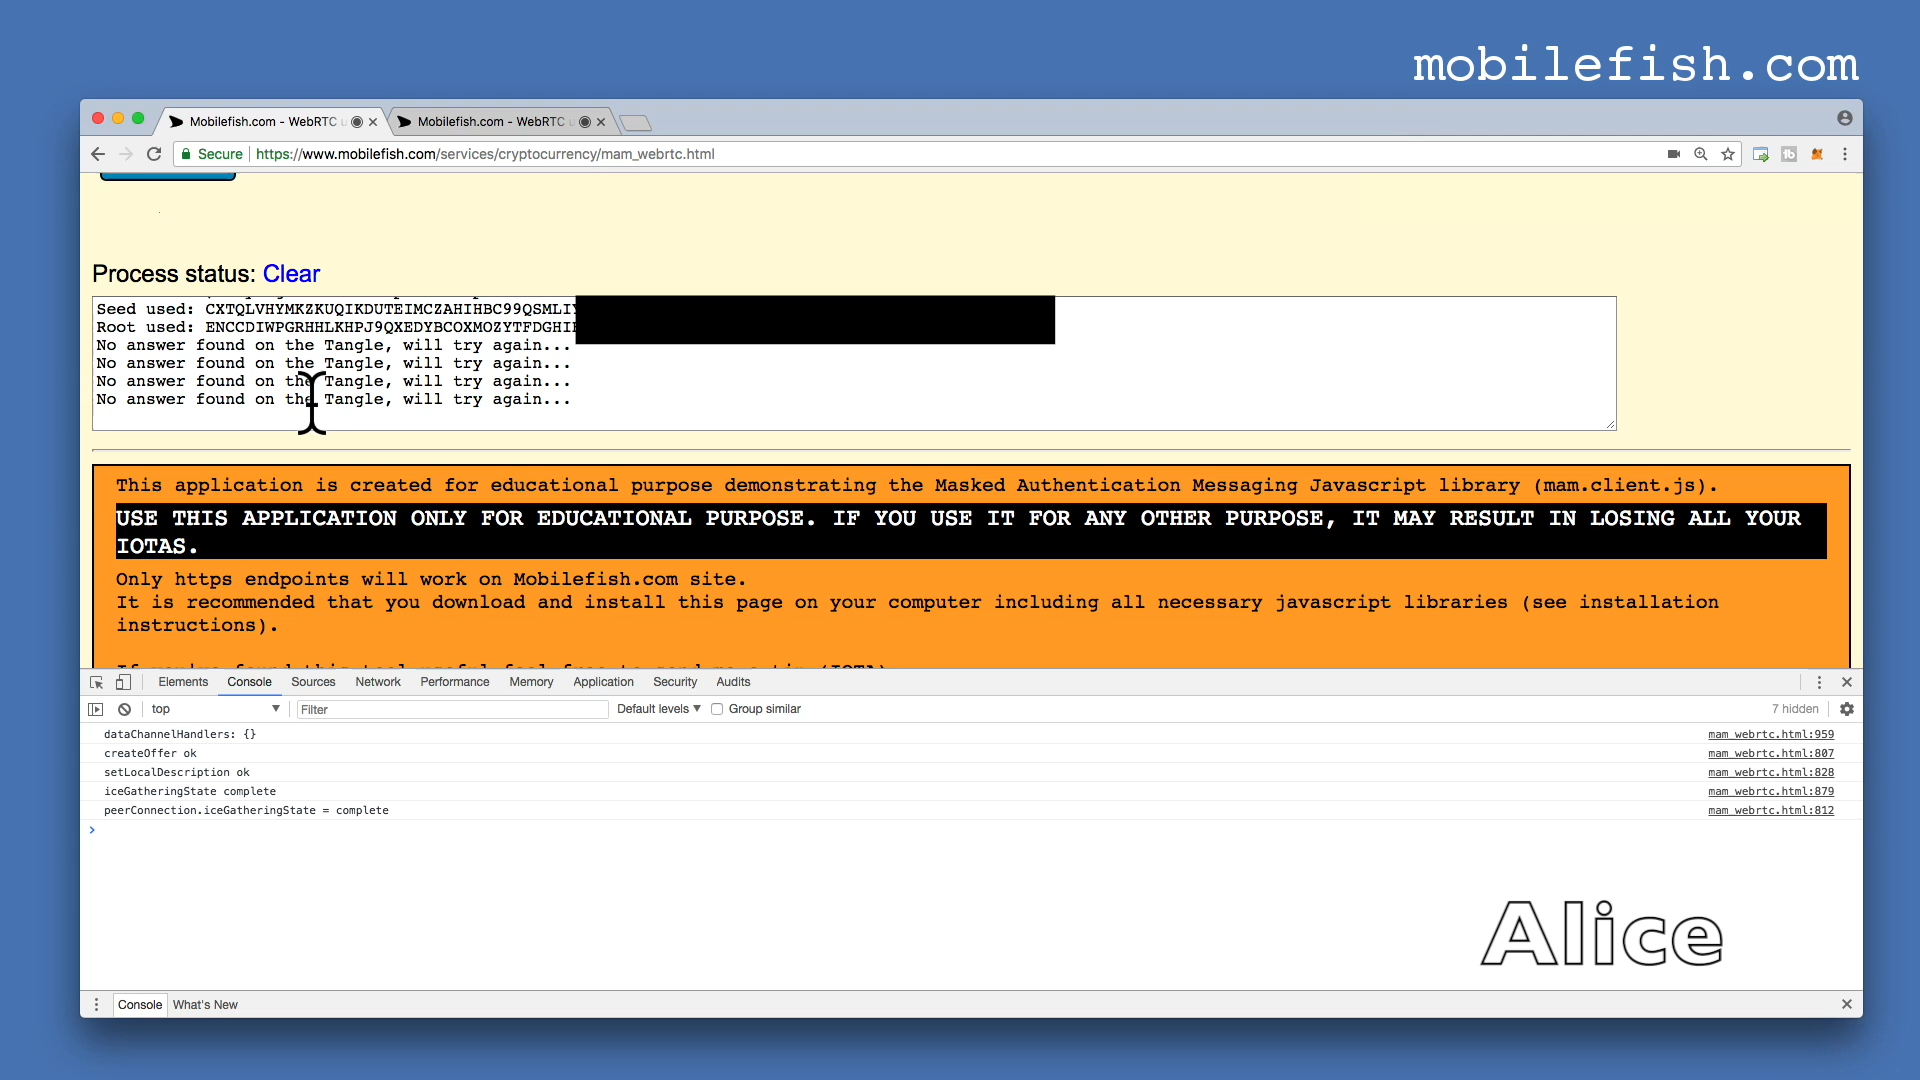 mobilefish.com
Mobilefish.com - WebRTC
Mobilefish.com - WebRTC
Secure https://www.mobilefish.com/services/cryptocurrency/mam_webrtc.html
Process status: Clear
Seed used: CXTQLVHYMKZKUQIKDUTEIMCZAHIHBC99QSMLI
Root used: ENCCDIWPGRHHLKHPJ9QXEDYBCOXMOZYTFDGHI
No answer found on the Tangle, will try again...
No answer found on the Tangle, will try again...
No answer found on the Tangle, will try again...
No answer found on the Tangle, will try again...
This application is created for educational purpose demonstrating the Masked Authentication Messaging Javascript library (mam.client.js).
USE THIS APPLICATION ONLY FOR EDUCATIONAL PURPOSE. IF YOU USE IT FOR ANY OTHER PURPOSE, IT MAY RESULT IN LOSING ALL YOUR
IOTAS.
Only https endpoints will work on Mobilefish.com site.
It is recommended that you download and install this page on your computer including all necessary javascript libraries (see installation
instructions).
Elements Console Sources Network Performance Memory Application Security Audits
top Filter Default levels Group similar 7 hidden
dataChannelHandlers: {} mam_webrtc.html:959
createOffer ok mam_webrtc.html:807
setLocalDescription ok mam_webrtc.html:828
iceGatheringState complete mam_webrtc.html:879
peerConnection.iceGatheringState = complete mam_webrtc.html:812
Alice
Console What's New